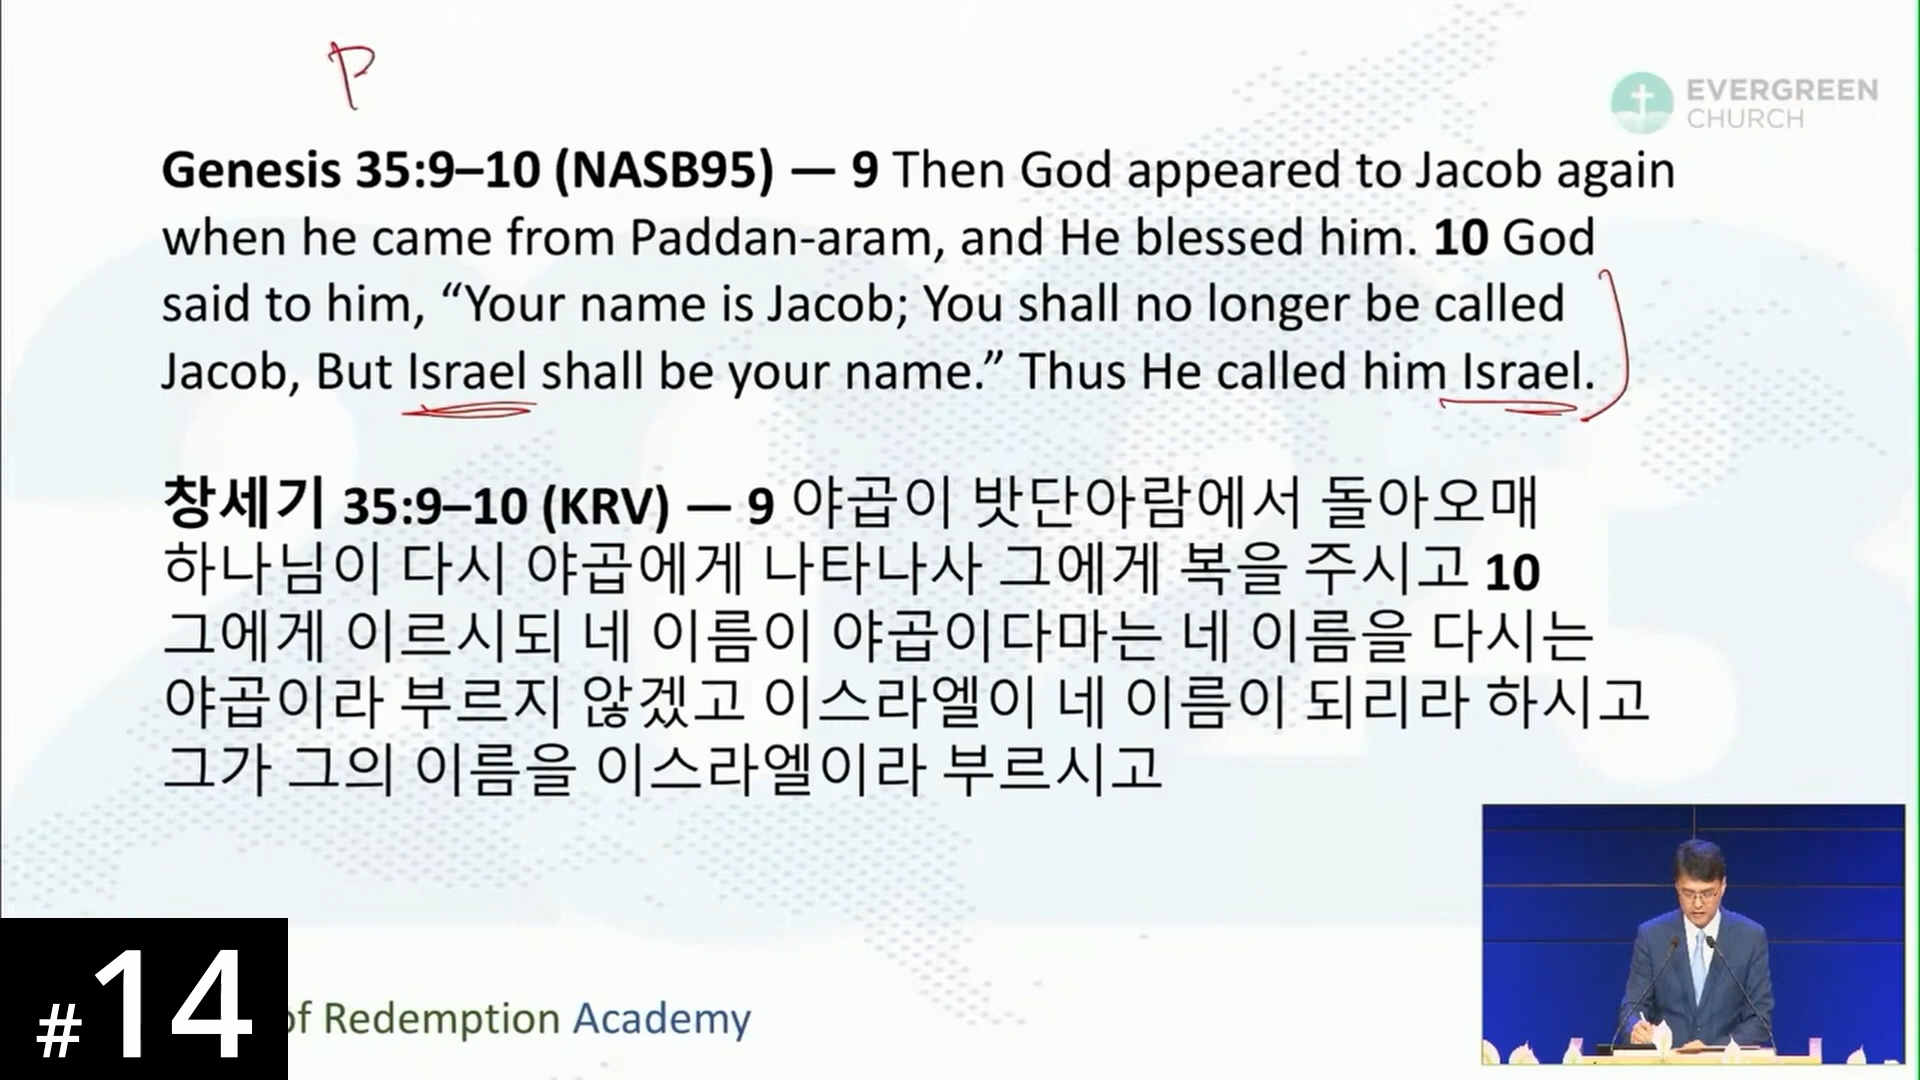 P
EVERGREEN
CHURCH
Genesis 35:9–10 (NASB95) — 9 Then God appeared to Jacob again
when he came from Paddan-aram, and He blessed him. 10 God
said to him, “Your name is Jacob; You shall no longer be called
Jacob, But Israel shall be your name.” Thus He called him Israel.
창세기 35:9–10 (KRV) — 9 야곱이 밧단아람에서 돌아오매
하나님이 다시 야곱에게 나타나사 그에게 복을 주시고 10
그에게 이르시되 네 이름이 야곱이다마는 네 이름을 다시는
야곱이라 부르지 않겠고 이스라엘이 네 이름이 되리라 하시고
그가 그의 이름을 이스라엘이라 부르시고
#14
of Redemption Academy